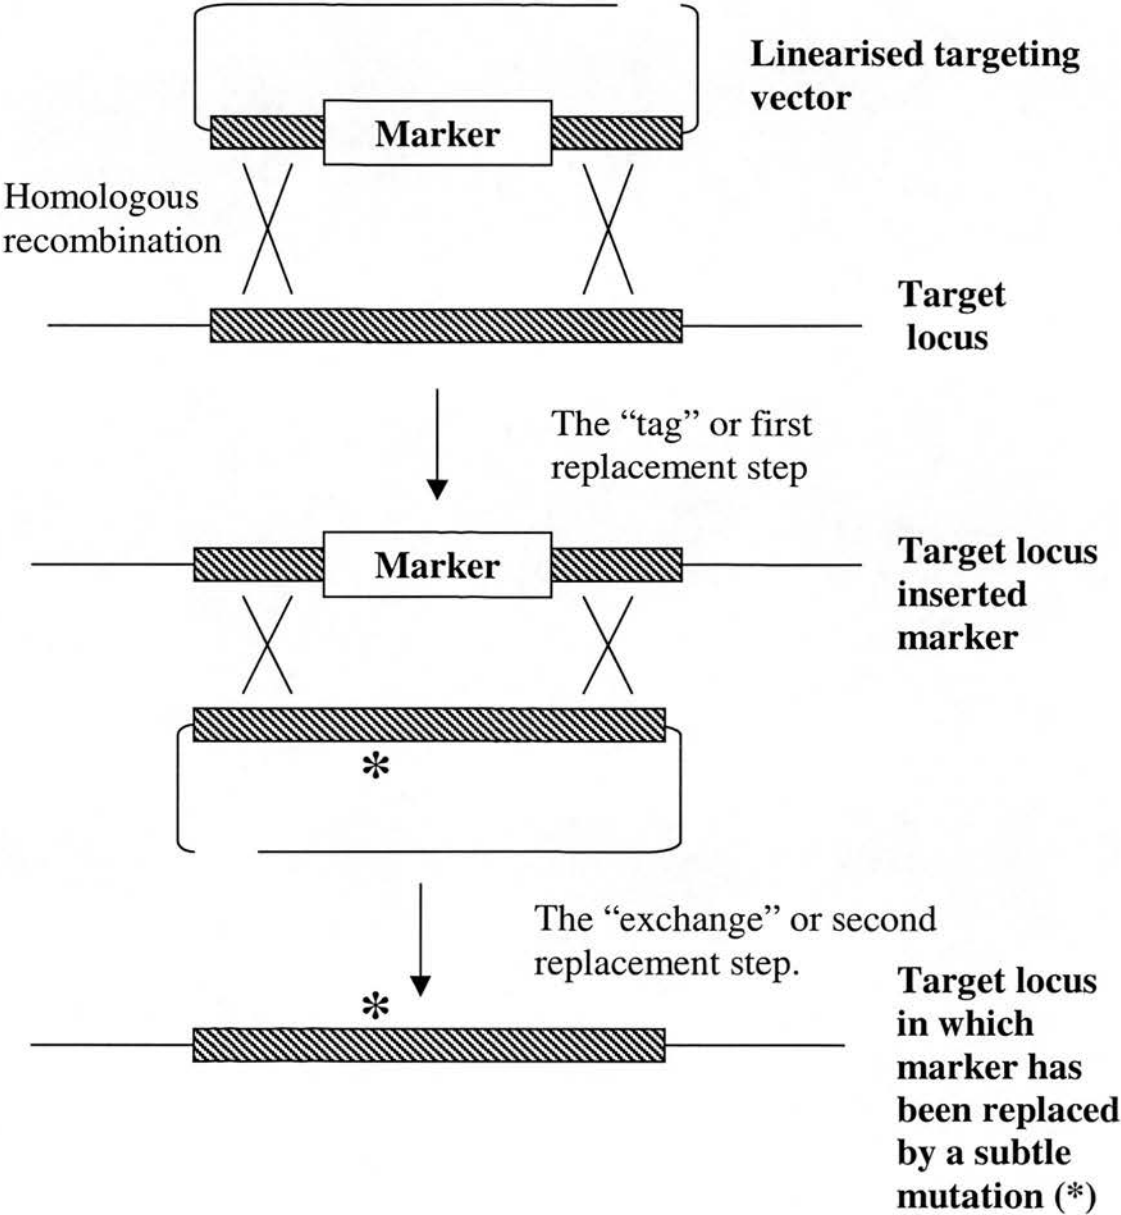 Linearised targeting
vector
Marker
Homologous
recombination
Target
locus
The “tag” or first
replacement step
Marker
Target locus
inserted
marker
*
The “exchange” or second
replacement step.
*
Target locus
in which
marker has
been replaced
by a subtle
mutation (*)